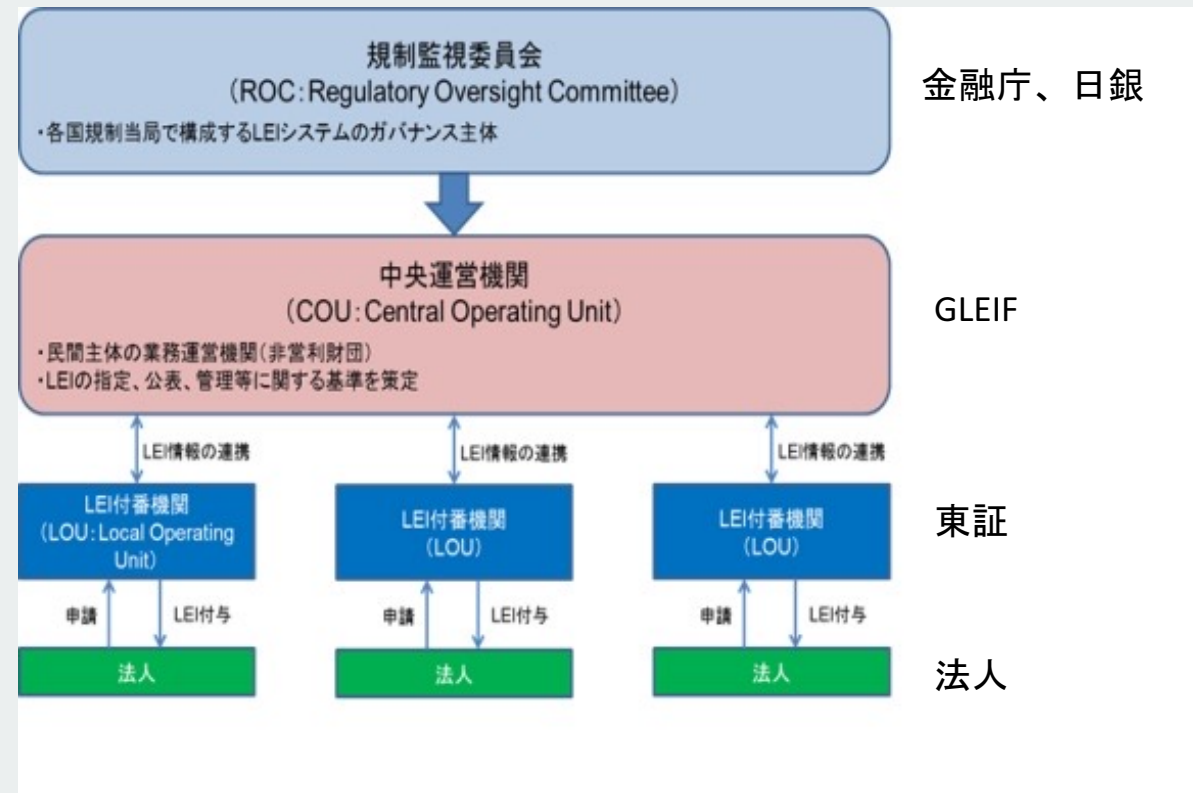 規制監視委員会
（ROC：Regulatory Oversight Committee）
・各国規制当局で構成するLEIシステムのガバナンス主体
金融庁、日銀
中央運営機関
（COU：Central Operating Unit）
・民間主体の業務運営機関（非営利財団）
・LEIの指定、公表、管理等に関する基準を策定
GLEIF
LEI情報の連携
LEI情報の連携
LEI情報の連携
LEI付番機関
（LOU：Local Operating
Unit）
LEI付番機関
（LOU）
LEI付番機関
（LOU）
東証
申請
LEI付与
申請
LEI付与
申請
LEI付与
法人
法人
法人
法人